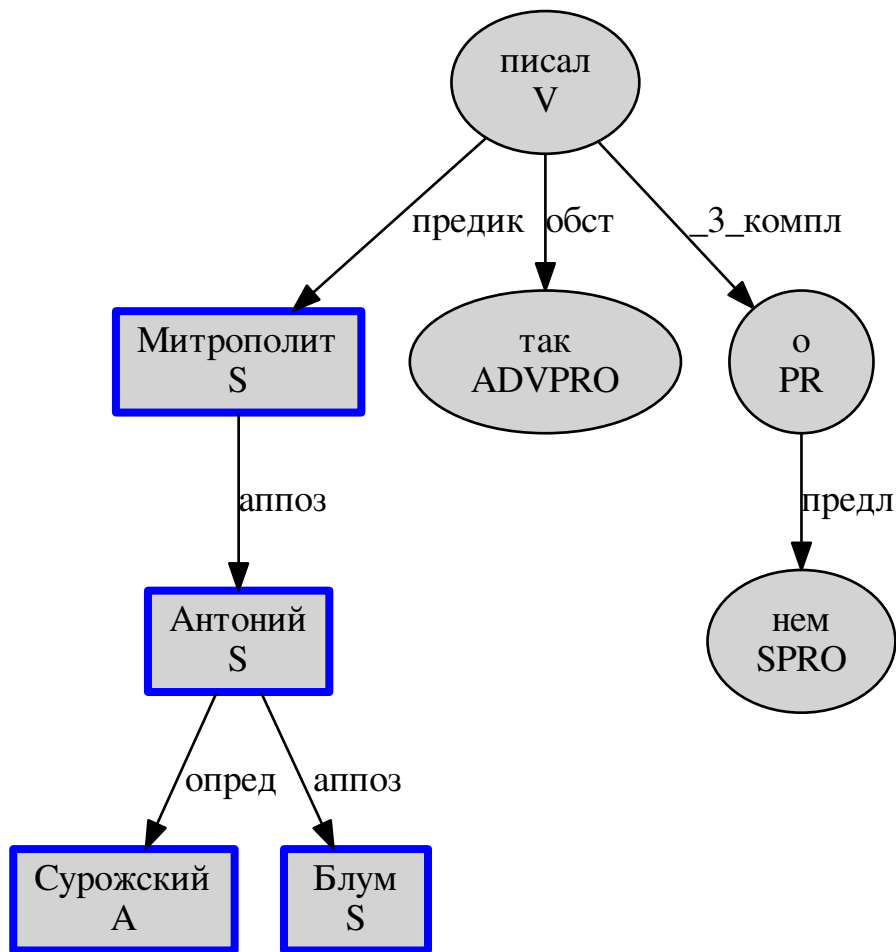 писал
V
предик
обст
_3_компл
Митрополит
S
так
ADVPRO
о
PR
аппоз
предл
Антоний
S
нем
SPRO
опред
аппоз
Сурожский
A
Блум
S